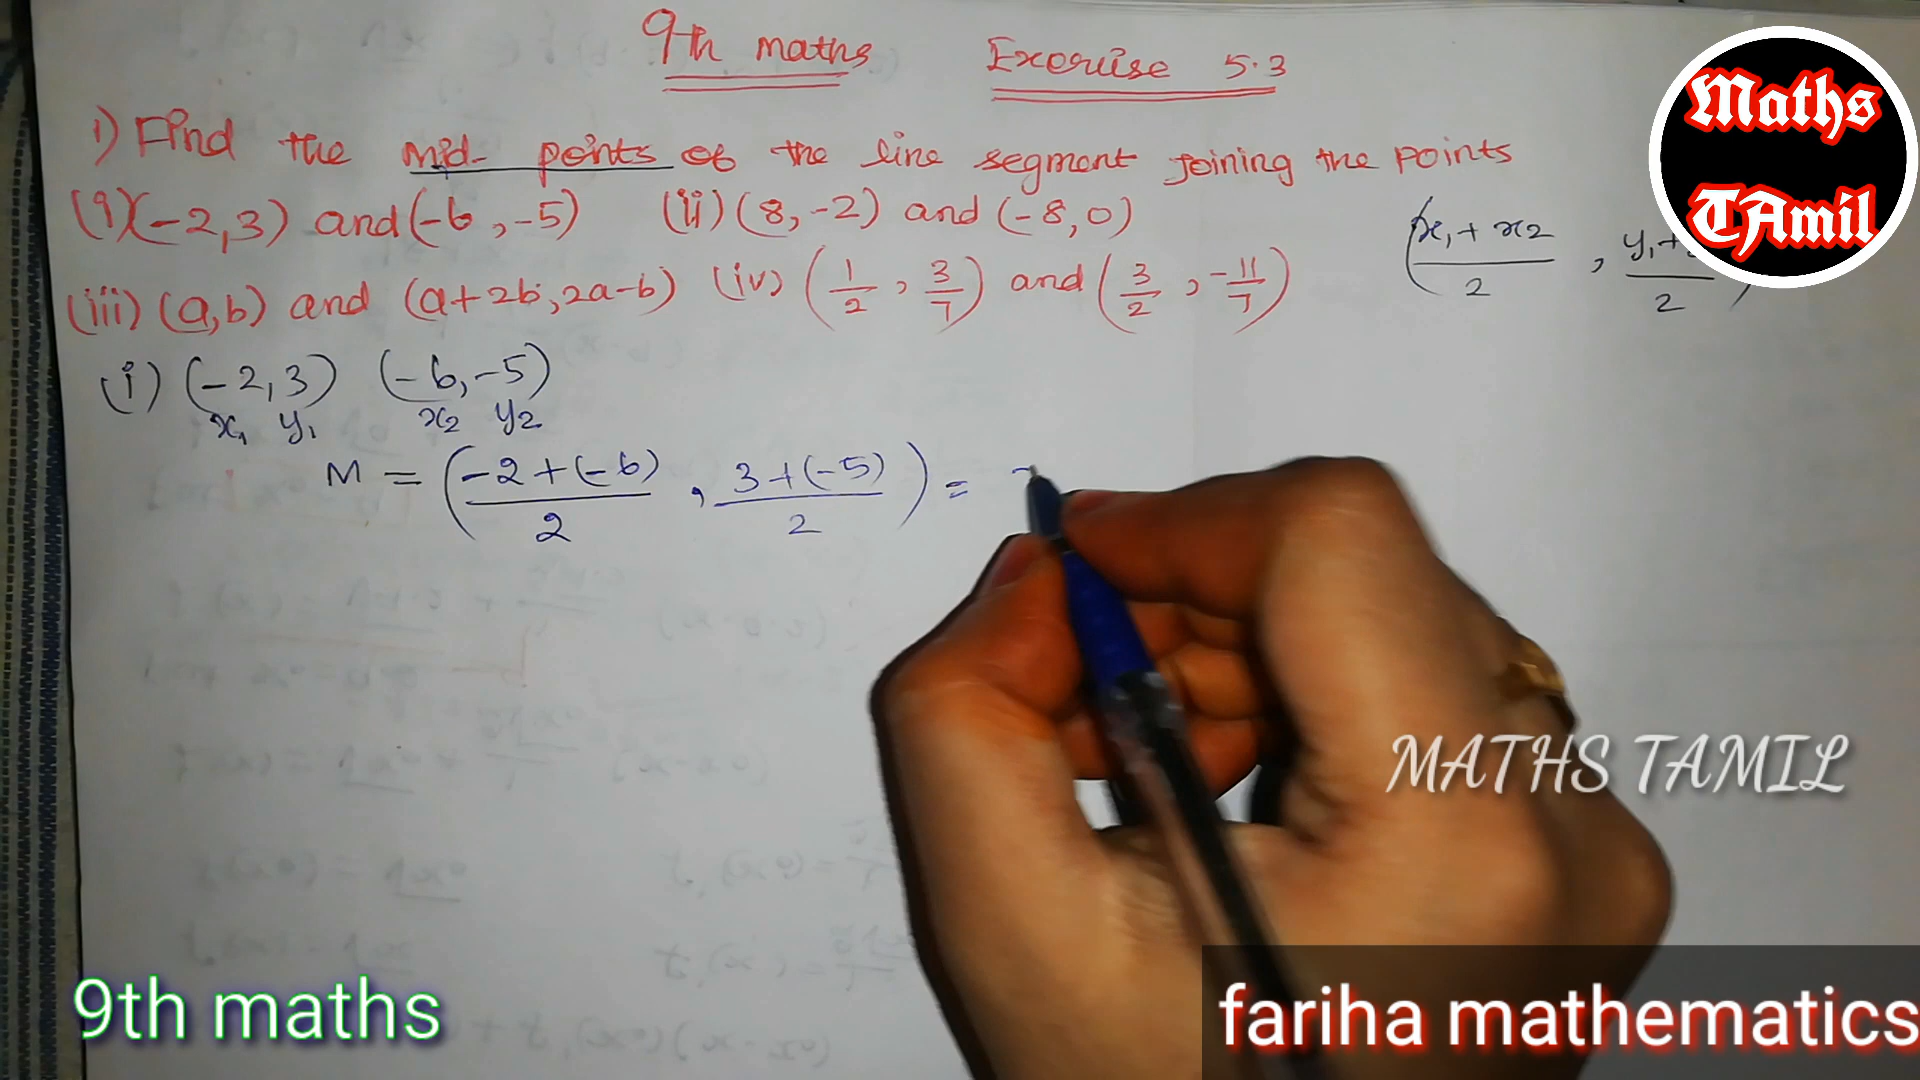 9th maths Exercise 5.3
1) Find the mid-points of the line segment joining the points
(i) (-2,3) and (-6,-5) (ii) (8,-2) and (-8,0)
(iii) (a,b) and (a+2b,2a-b) (iv) (1/2, 3/7) and (3/2, -11/7)
(x1+x2/2, y1+ /2)
(i) (-2,3) (-6,-5)
x1 y1 x2 y2
M = (-2+(-6)/2, 3+(-5)/2) =
Maths
TAmil
MATHS TAMIL
9th maths
fariha mathematics